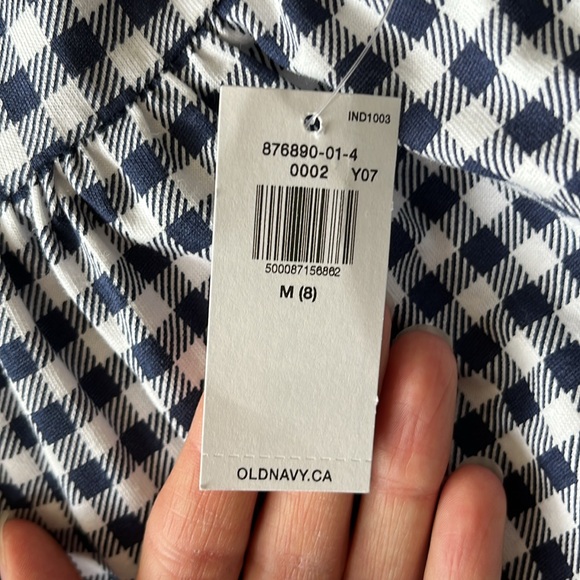 IND1003
876890-01-4
0002 Y07
500087156862
M (8)
OLDNAVY.CA